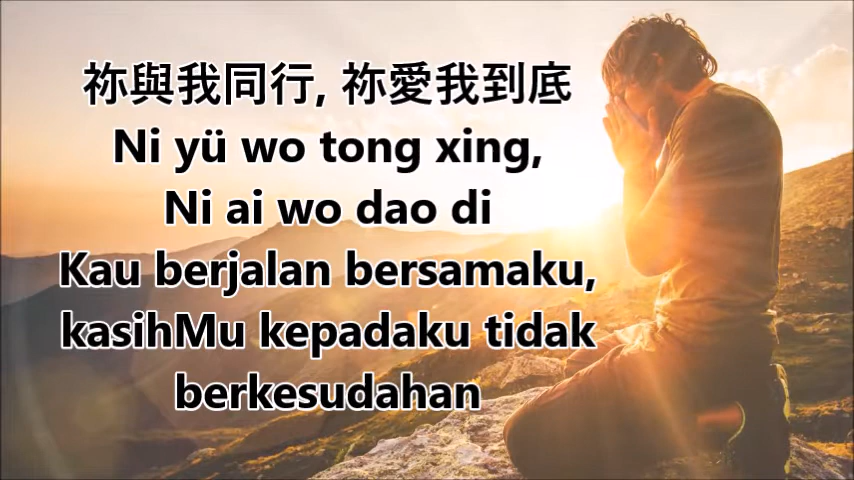 祢與我同行, 祢愛我到底
Ni yü wo tong xing,
Ni ai wo dao di
Kau berjalan bersamaku,
kasihMu kepadaku tidak
berkesudahan